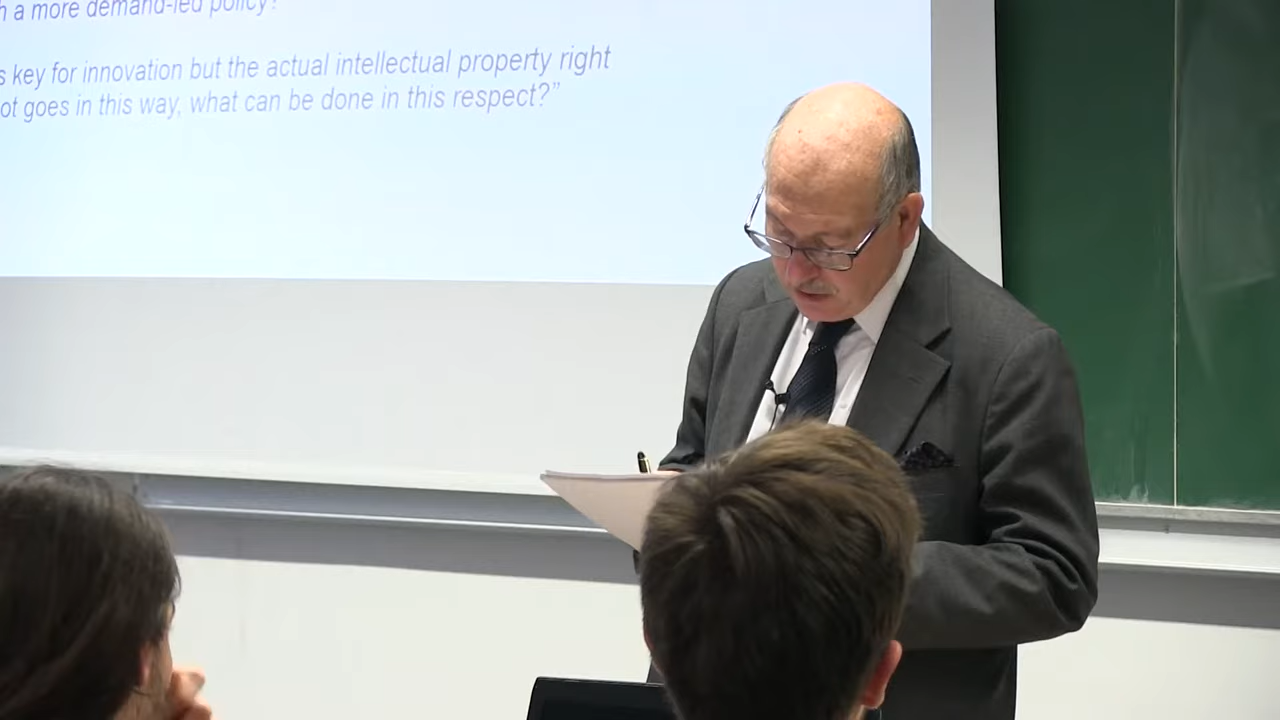 a more demand-led policy?
s key for innovation but the actual intellectual property right
ot goes in this way, what can be done in this respect?”